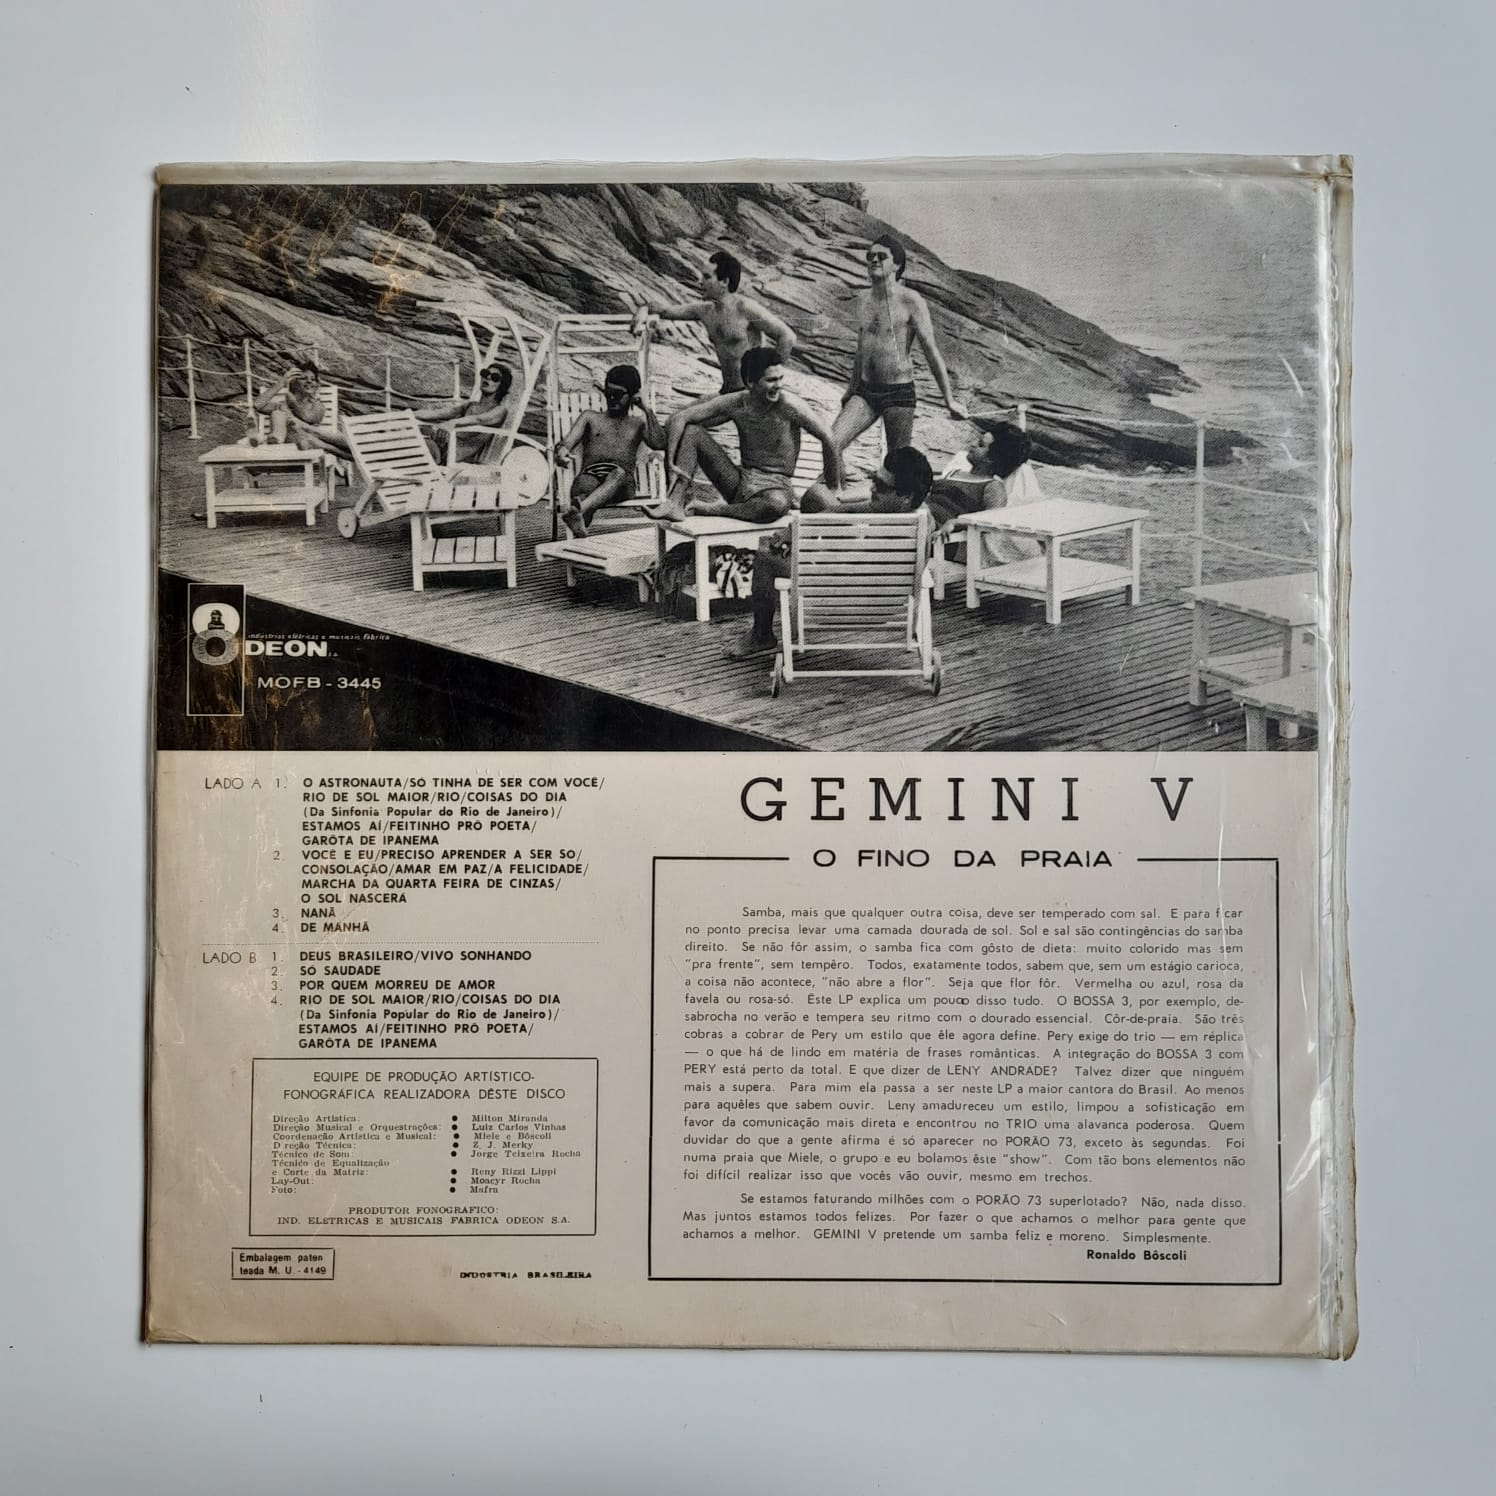 indústrias elétricas e musicais fábrica
ODEON S.A.
MOFB - 3445
LADO A 1. O ASTRONAUTA/SÓ TINHA DE SER COM VOCÊ/
RIO DE SOL MAIOR/RIO/COISAS DO DIA
(Da Sinfonia Popular do Rio de Janeiro)/
ESTAMOS AÍ/FEITINHO PRÔ POETA/
GARÔTA DE IPANEMA
2. VOCÊ E EU/PRECISO APRENDER A SER SO/
CONSOLAÇÃO/AMAR EM PAZ/A FELICIDADE/
MARCHA DA QUARTA FEIRA DE CINZAS/
O SOL NASCERÁ
3. NANÃ
4. DE MANHÃ
LADO B 1. DEUS BRASILEIRO/VIVO SONHANDO
2. SÓ SAUDADE
3. POR QUEM MORREU DE AMOR
4. RIO DE SOL MAIOR/RIO/COISAS DO DIA
(Da Sinfonia Popular do Rio de Janeiro)/
ESTAMOS AÍ/FEITINHO PRÔ POETA/
GARÔTA DE IPANEMA
EQUIPE DE PRODUÇÃO ARTÍSTICO-
FONOGRÁFICA REALIZADORA DÊSTE DISCO
Direção Artística: ● Milton Miranda
Direção Musical e Orquestrações: ● Luiz Carlos Vinhas
Coordenação Artística e Musical: ● Miele e Bôscoli
Direção Técnica: ● Z. J. Merky
Técnico de Som: ● Jorge Teixeira Rocha
Técnico de Equalização
e Corte da Matriz: ● Reny Rizzi Lippi
Lay-Out: ● Moacyr Rocha
Foto: ● Mafra
PRODUTOR FONOGRÁFICO:
IND. ELÉTRICAS E MUSICAIS FÁBRICA ODEON S.A.
Embalagem paten
teada M. U. - 4149
INDÚSTRIA BRASILEIRA
GEMINI V
O FINO DA PRAIA
Samba, mais que qualquer outra coisa, deve ser temperado com sal. E para ficar
no ponto precisa levar uma camada dourada de sol. Sol e sal são contingências do samba
direito. Se não fôr assim, o samba fica com gôsto de dieta: muito colorido mas sem
"pra frente", sem tempêro. Todos, exatamente todos, sabem que, sem um estágio carioca,
a coisa não acontece, "não abre a flor". Seja que flor fôr. Vermelha ou azul, rosa da
favela ou rosa-só. Êste LP explica um pouco disso tudo. O BOSSA 3, por exemplo, de-
sabrocha no verão e tempera seu ritmo com o dourado essencial. Côr-de-praia. São três
cobras a cobrar de Pery um estilo que êle agora define. Pery exige do trio — em réplica
— o que há de lindo em matéria de frases românticas. A integração do BOSSA 3 com
PERY está perto da total. E que dizer de LENY ANDRADE? Talvez dizer que ninguém
mais a supera. Para mim ela passa a ser neste LP a maior cantora do Brasil. Ao menos
para aquêles que sabem ouvir. Leny amadureceu um estilo, limpou a sofisticação em
favor da comunicação mais direta e encontrou no TRIO uma alavanca poderosa. Quem
duvidar do que a gente afirma é só aparecer no PORÃO 73, exceto às segundas. Foi
numa praia que Miele, o grupo e eu bolamos êste "show". Com tão bons elementos não
foi difícil realizar isso que vocês vão ouvir, mesmo em trechos.
Se estamos faturando milhões com o PORÃO 73 superlotado? Não, nada disso.
Mas juntos estamos todos felizes. Por fazer o que achamos o melhor para gente que
achamos a melhor. GEMINI V pretende um samba feliz e moreno. Simplesmente.
Ronaldo Bôscoli